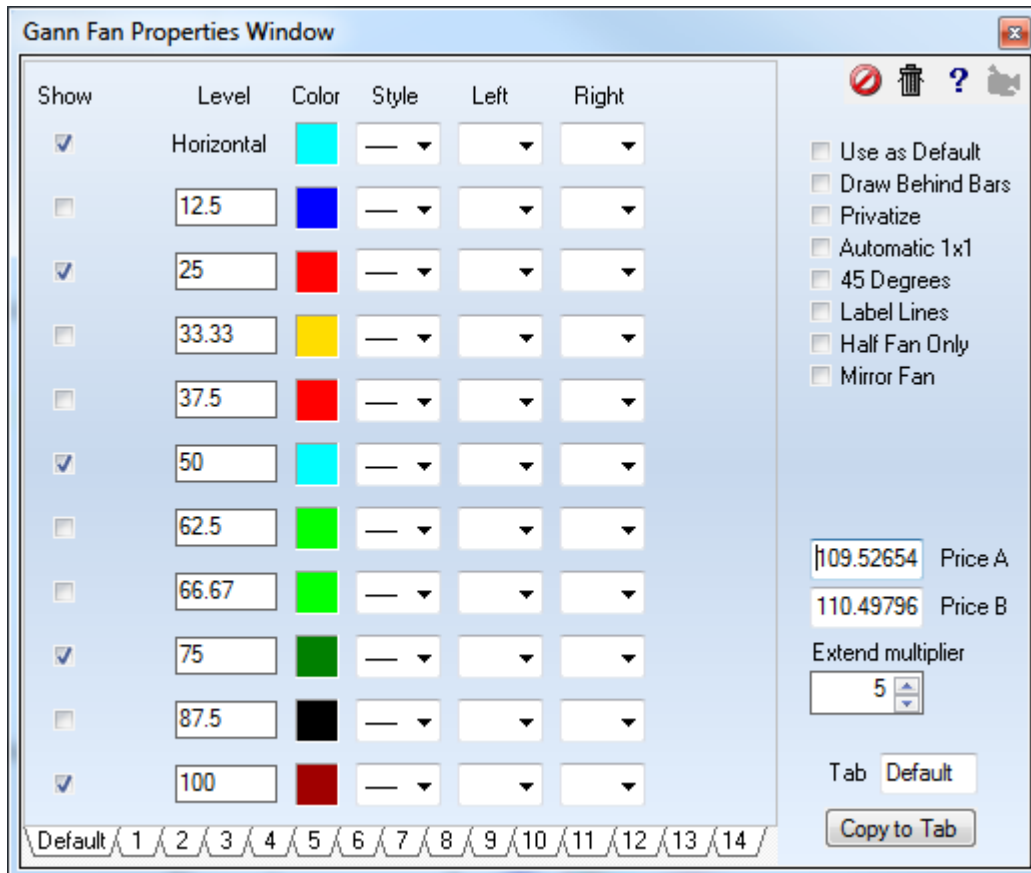 Gann Fan Properties Window
Show Level Color Style Left Right
Horizontal
12.5
25
33.33
37.5
50
62.5
66.67
75
87.5
100
?
Use as Default
Draw Behind Bars
Privatize
Automatic 1x1
45 Degrees
Label Lines
Half Fan Only
Mirror Fan
109.52654 Price A
110.49796 Price B
Extend multiplier
5
Tab Default
Copy to Tab
Default 1 2 3 4 5 6 7 8 9 10 11 12 13 14